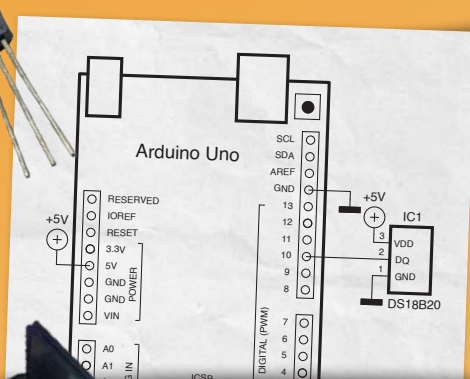 Arduino Uno
SCL
SDA
AREF
GND
13
12
11
10
9
8
7
6
5
4
DIGITAL (PWM)
RESERVED
IOREF
RESET
3.3V
5V
GND
GND
VIN
POWER
+5V
A0
A1
G IN
ICSP
+5V
IC1
3
VDD
2
DQ
1
GND
DS18B20